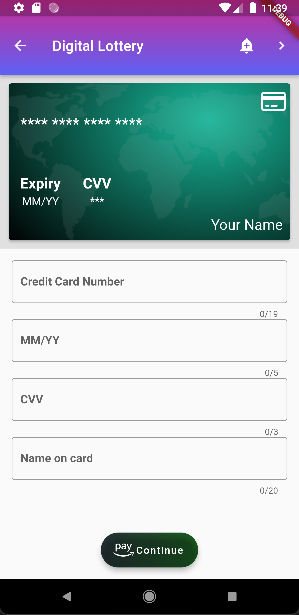 11:39
DEBUG
Digital Lottery
**** **** **** ****
Expiry CVV
MM/YY ***
Your Name
Credit Card Number
0/19
MM/YY
0/5
CVV
0/3
Name on card
0/20
pay Continue